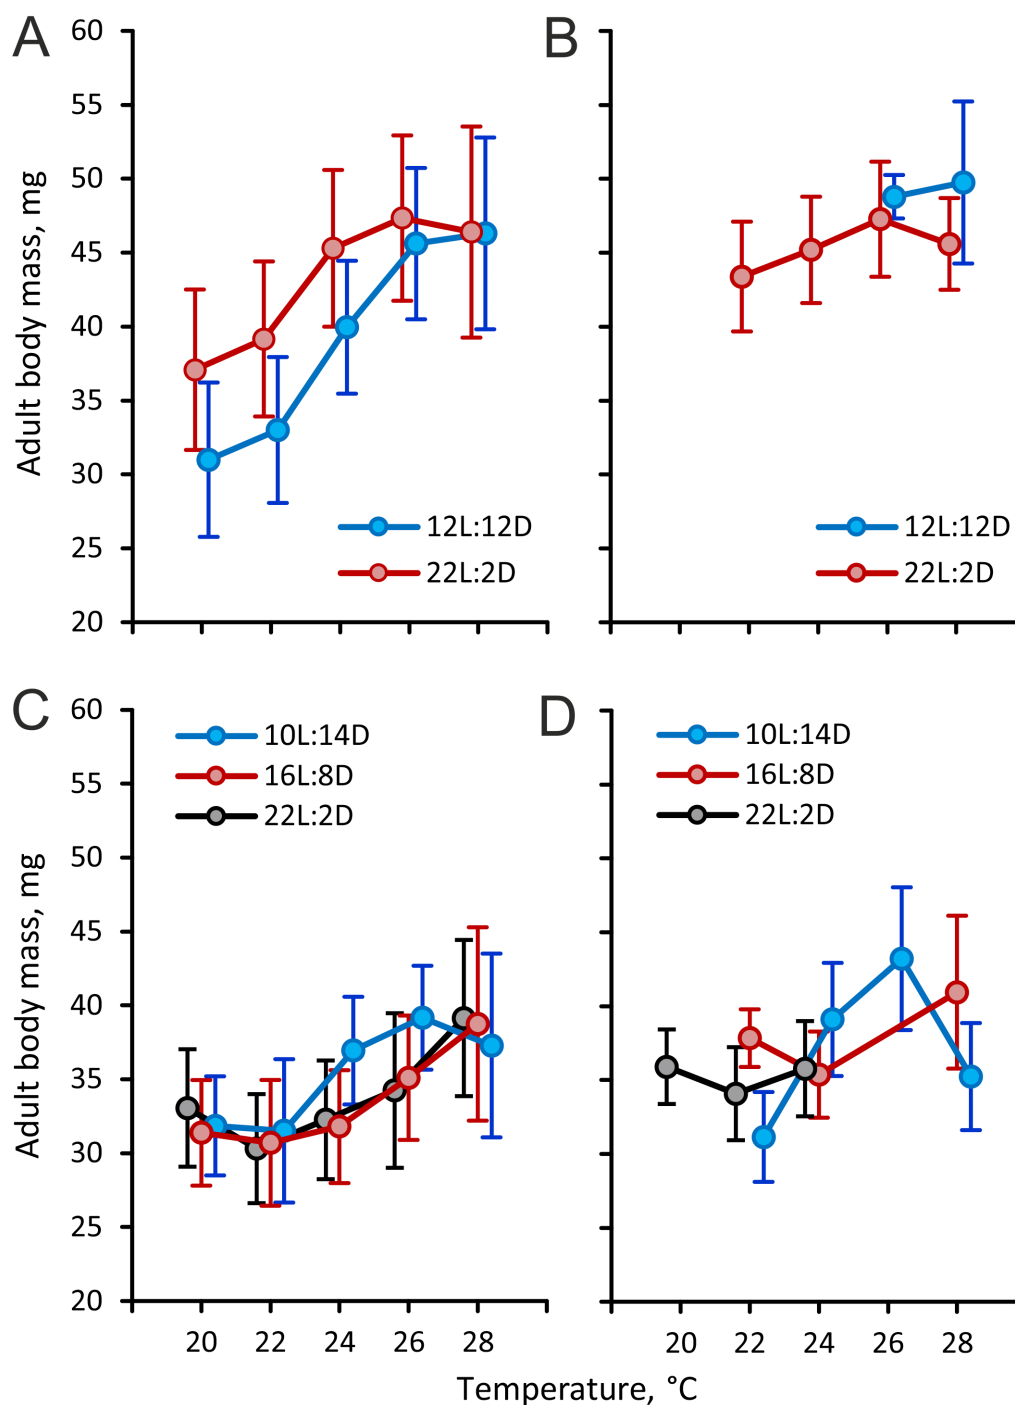 A
B
60
55
50
45
40
35
30
25
20
Adult body mass, mg
12L:12D
22L:2D
12L:12D
22L:2D
C
D
60
55
50
45
40
35
30
25
20
Adult body mass, mg
10L:14D
16L:8D
22L:2D
10L:14D
16L:8D
22L:2D
20 22 24 26 28
20 22 24 26 28
Temperature, °C